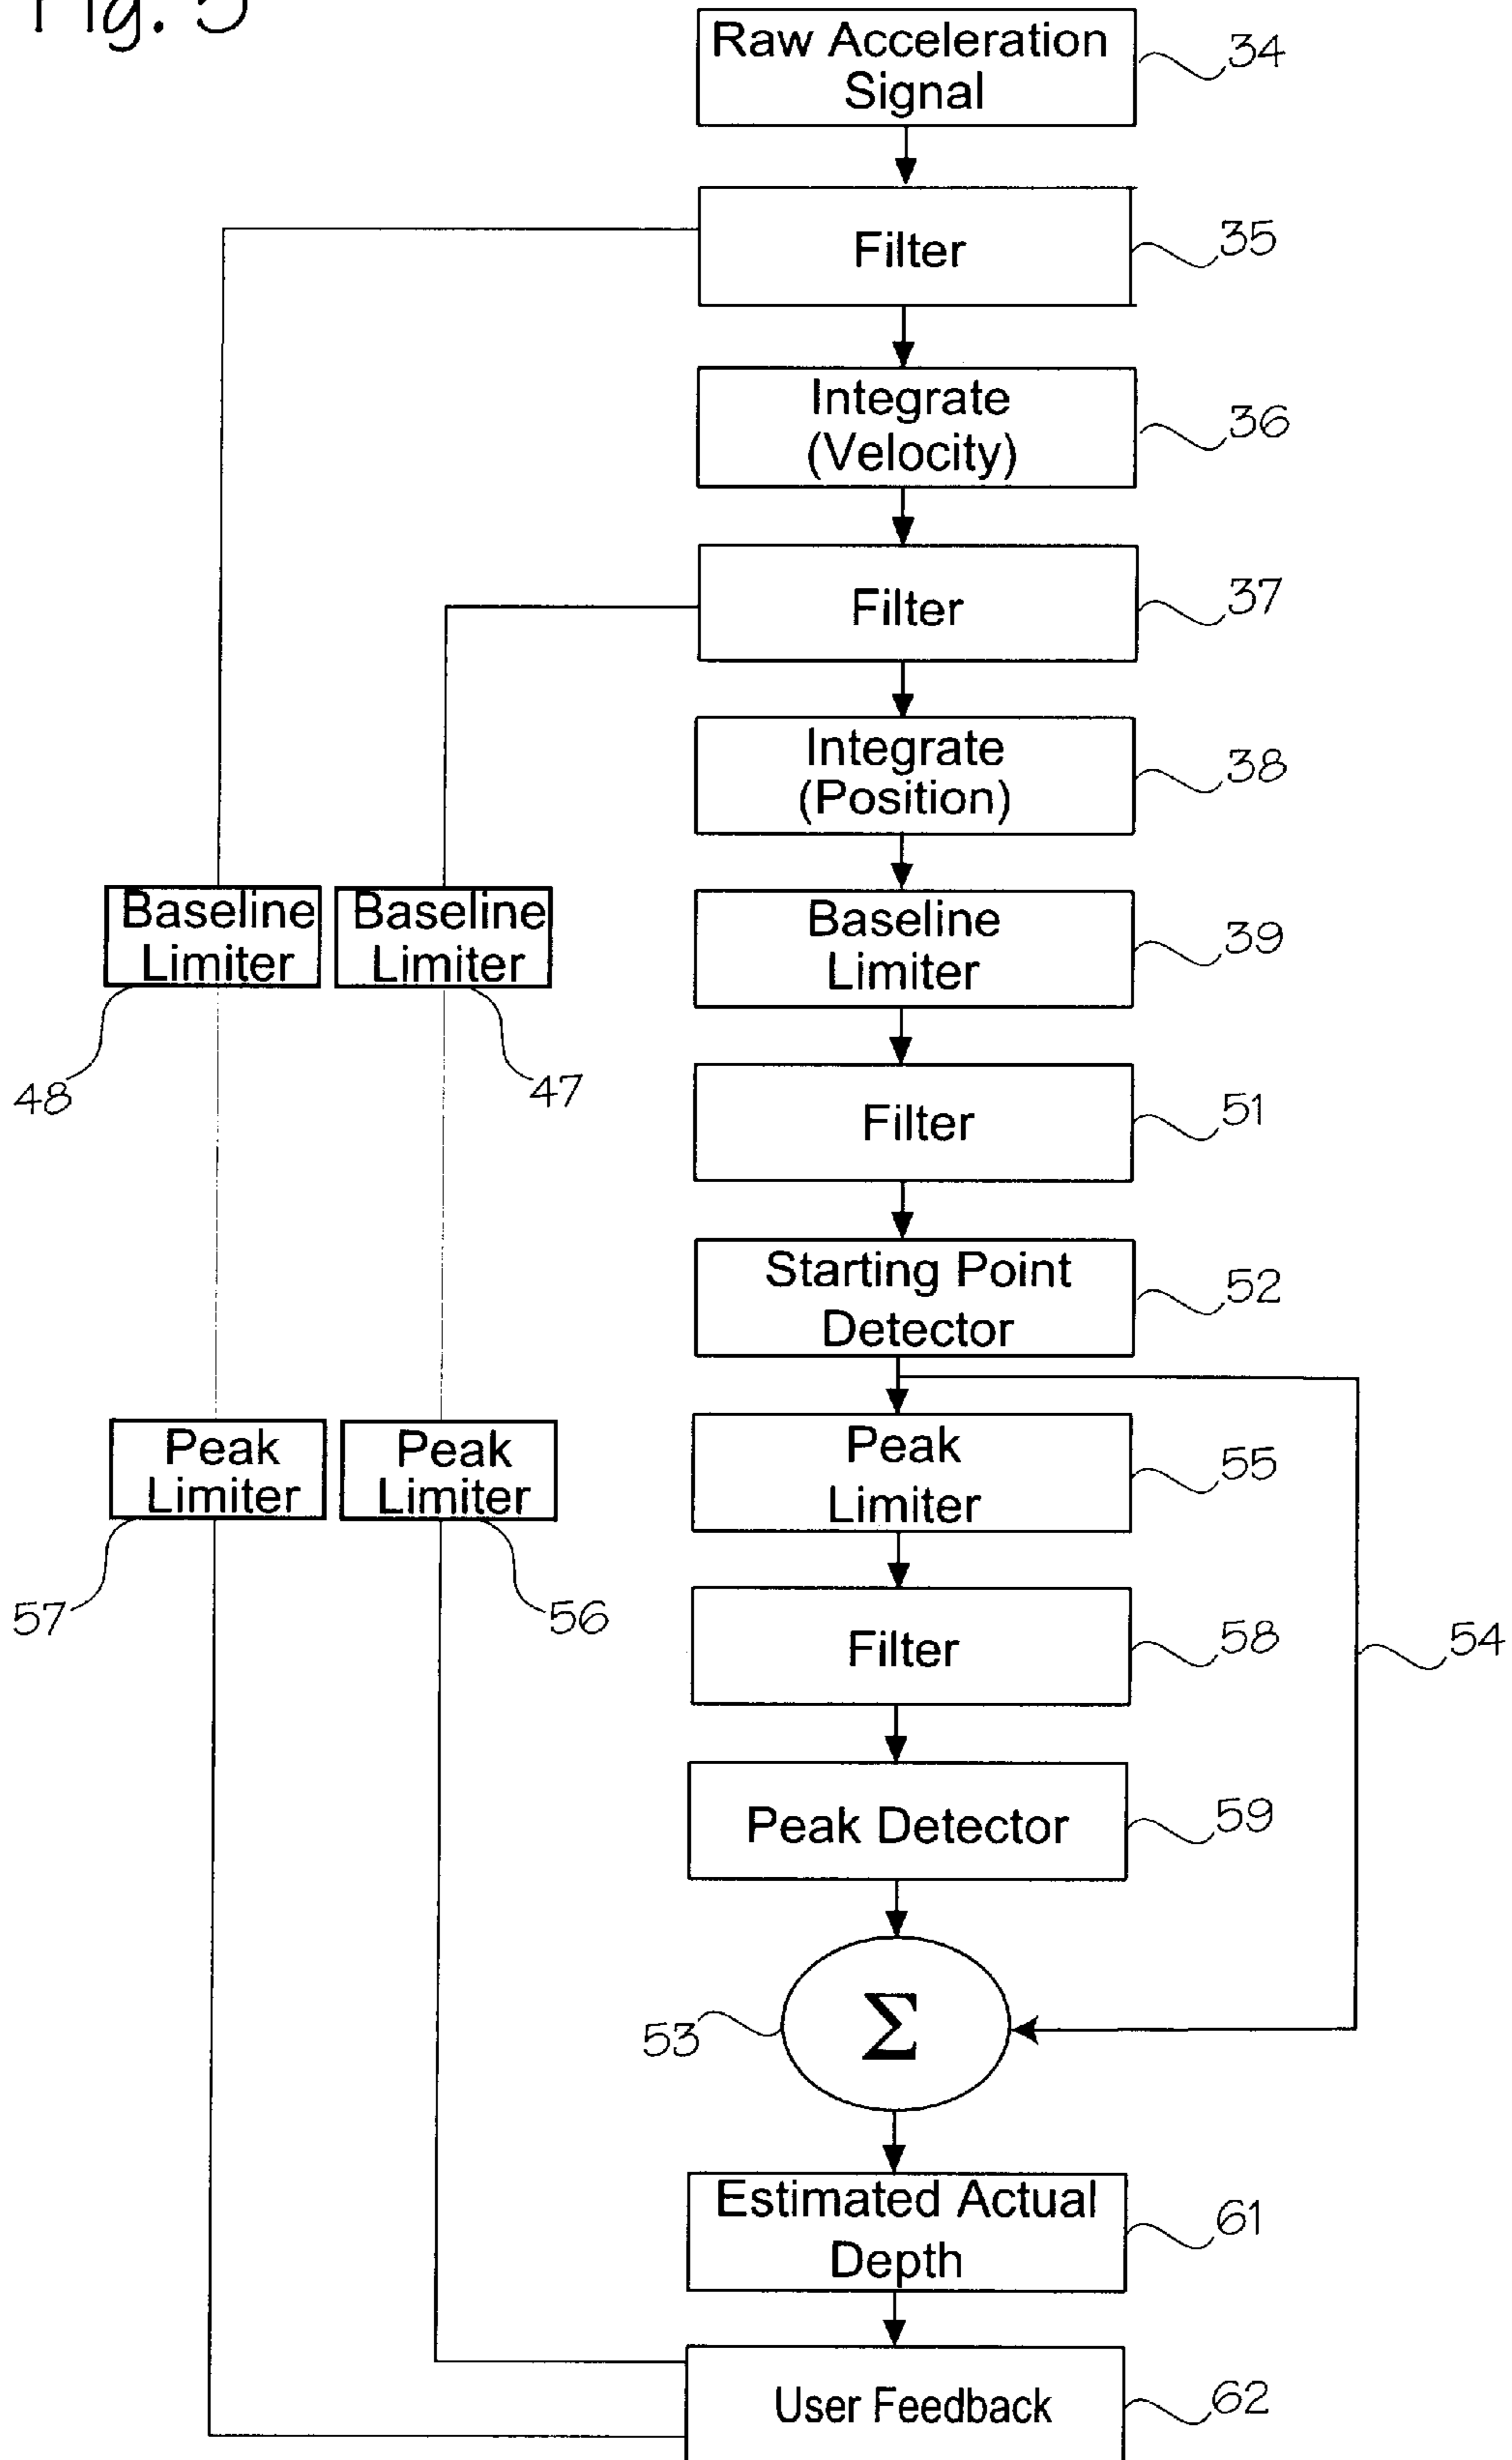 Fig. 5
Raw Acceleration
Signal
34
Filter
35
Integrate
(Velocity)
36
Filter
37
Integrate
(Position)
38
Baseline
Limiter
48
Baseline
Limiter
47
Baseline
Limiter
39
Filter
51
Starting Point
Detector
52
Peak
Limiter
57
Peak
Limiter
56
Peak
Limiter
55
Filter
58
54
Peak Detector
59
Σ
53
Estimated Actual
Depth
61
User Feedback
62